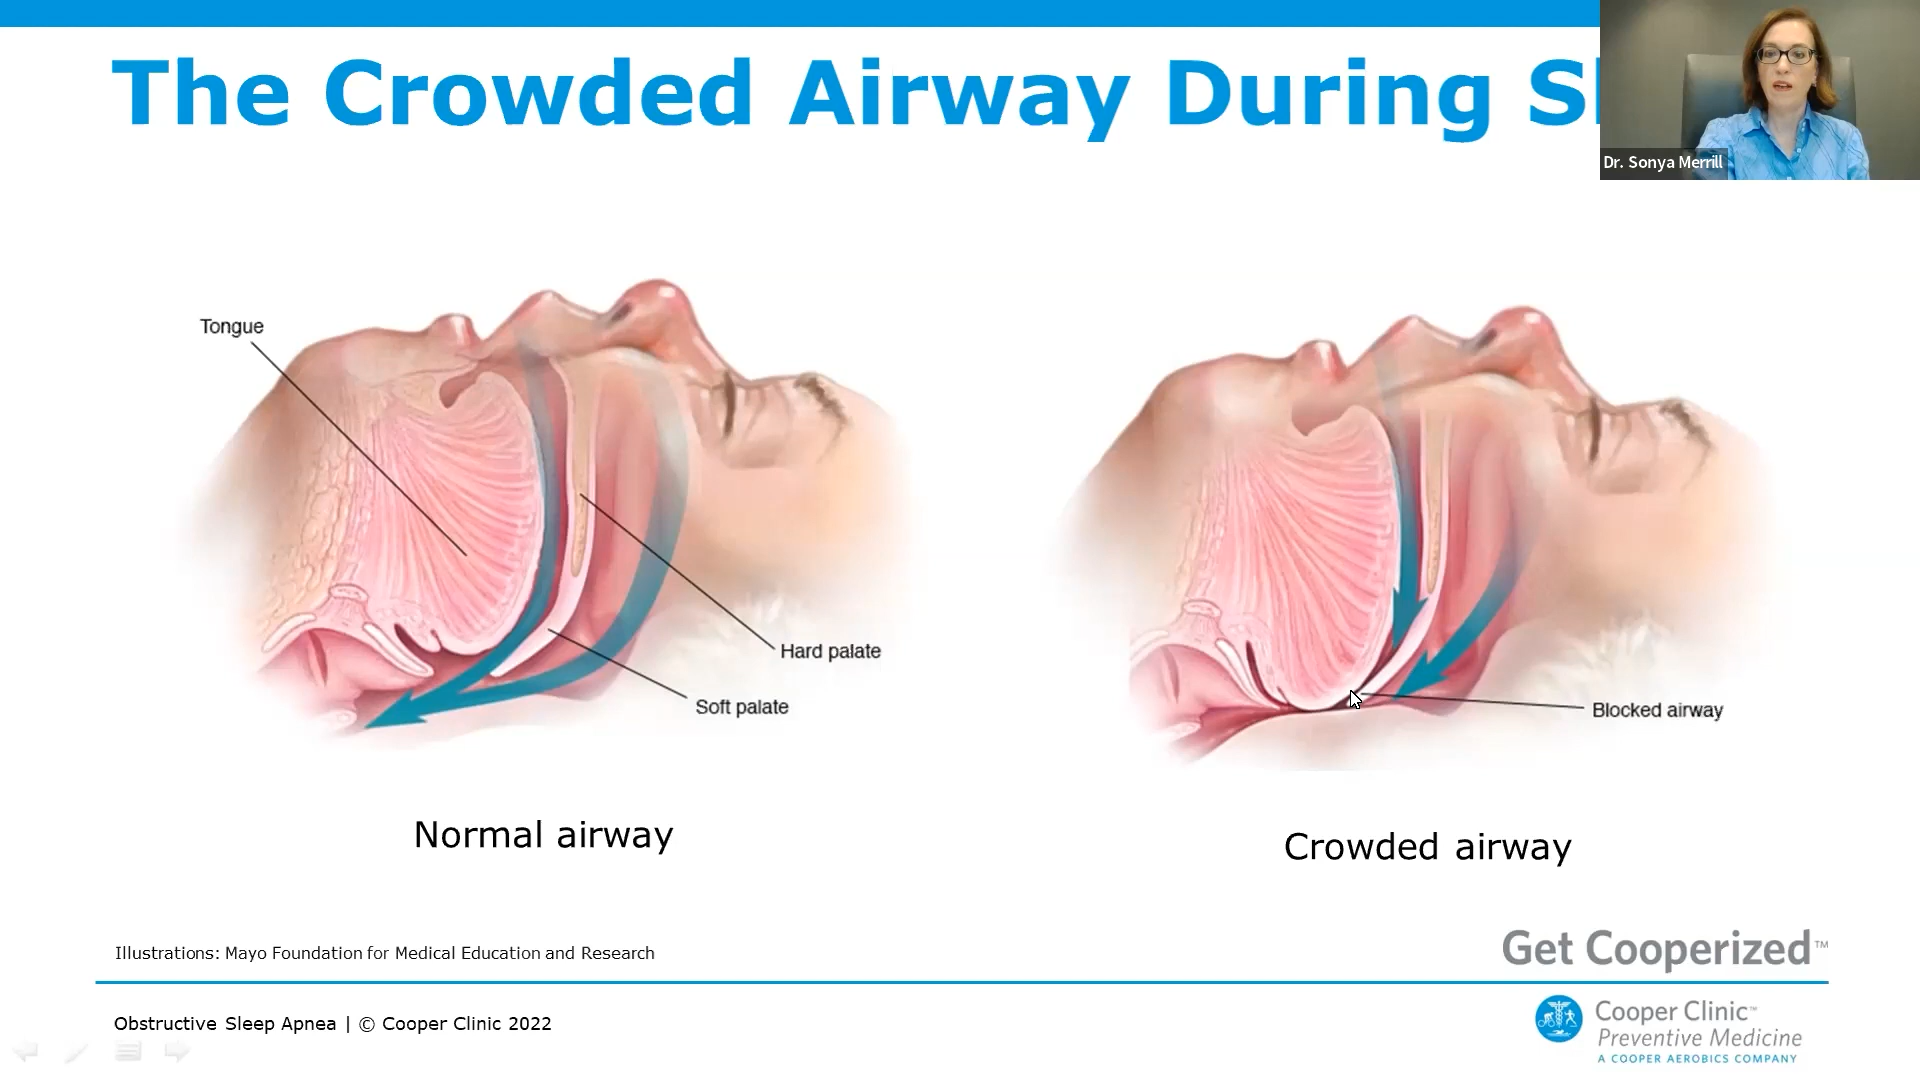 The Crowded Airway During Sl
Dr. Sonya Merrill
Tongue
Hard palate
Soft palate
Blocked airway
Normal airway
Crowded airway
Illustrations: Mayo Foundation for Medical Education and Research
Get Cooperized™
Obstructive Sleep Apnea | © Cooper Clinic 2022
Cooper Clinic™
Preventive Medicine
A COOPER AEROBICS COMPANY